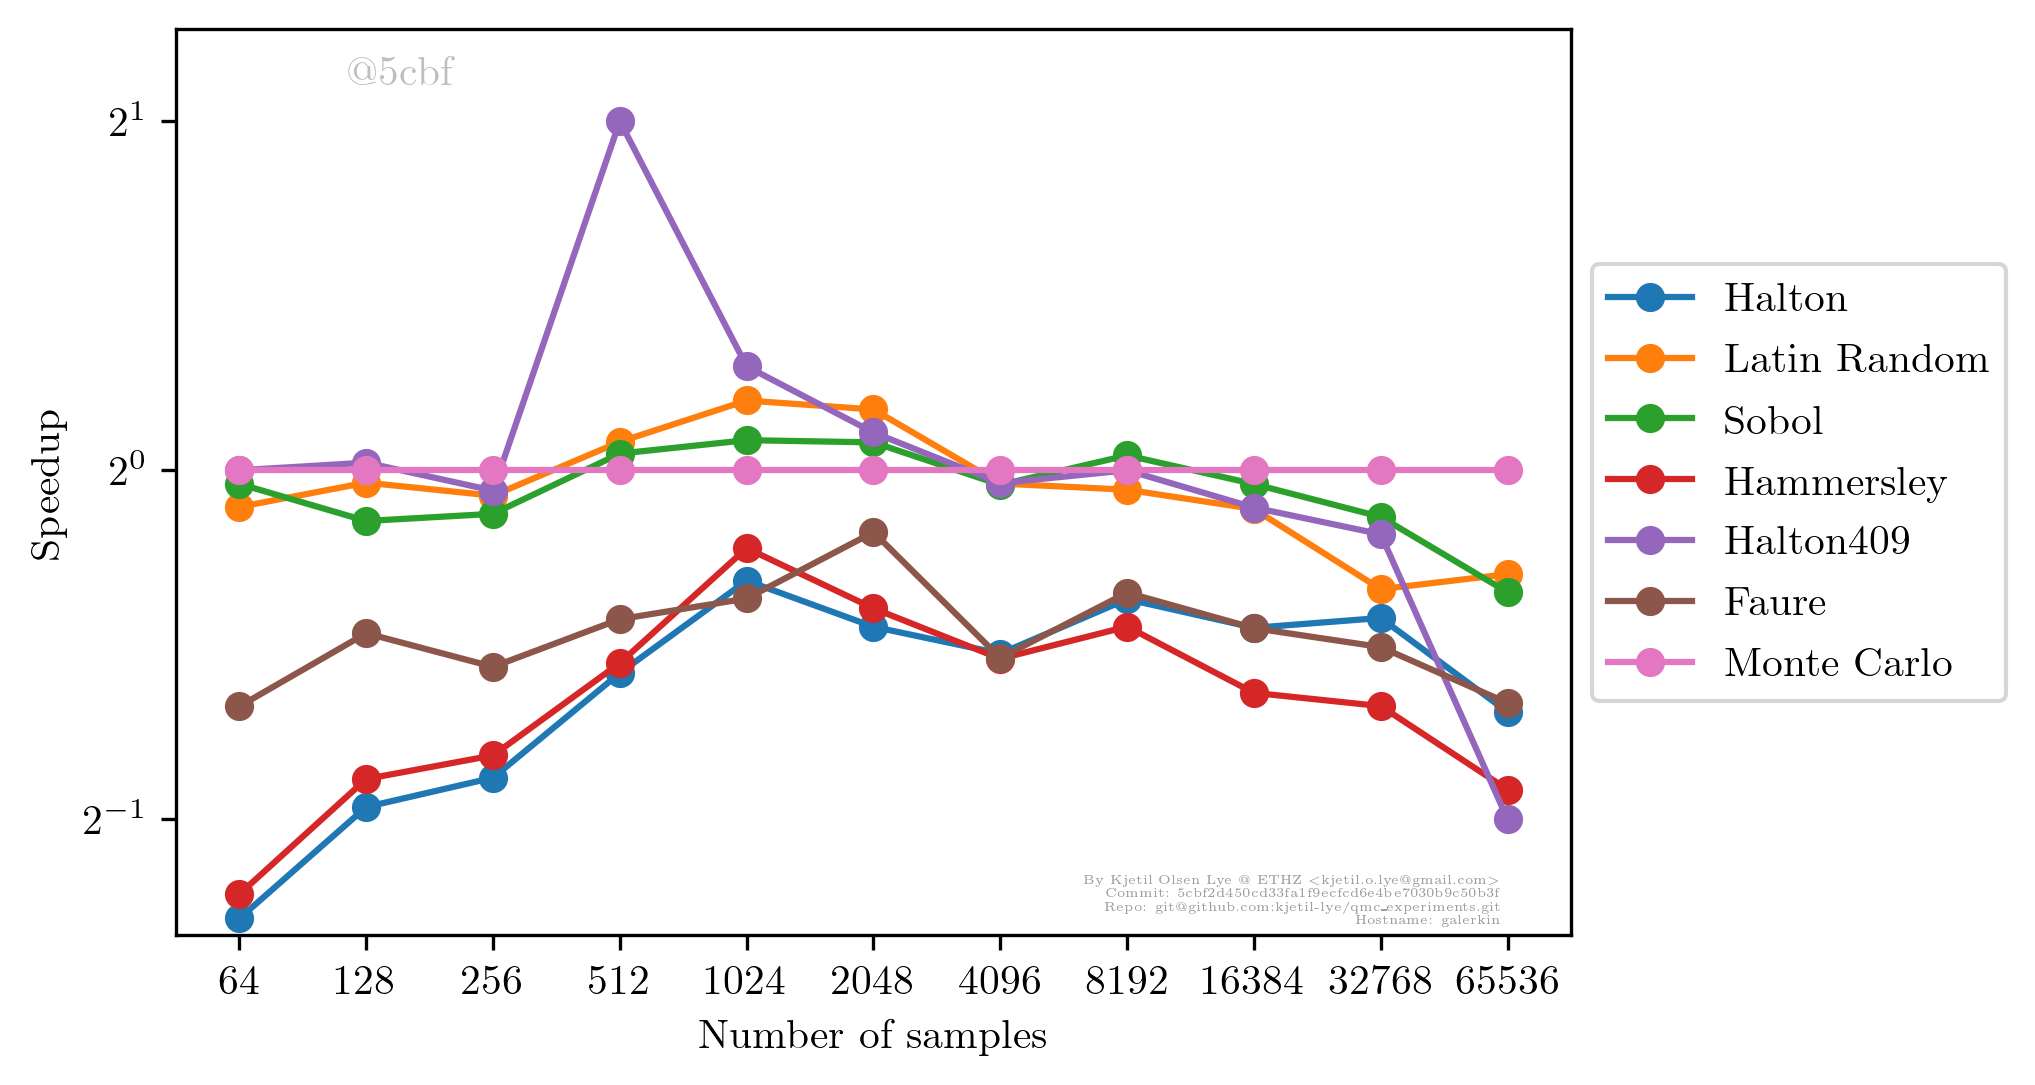 @5cbf
2^1
2^0
2^{-1}
Speedup
64 128 256 512 1024 2048 4096 8192 16384 32768 65536
Number of samples
By Kjetil Olsen Lye @ ETHZ <kjetil.o.lye@gmail.com>
Commit: 5cbf2d450cd33fa1f9ecfcd6e4be7030b9c50b3f
Repo: git@github.com:kjetil-lye/qmc_experiments.git
Hostname: galerkin
Halton
Latin Random
Sobol
Hammersley
Halton409
Faure
Monte Carlo